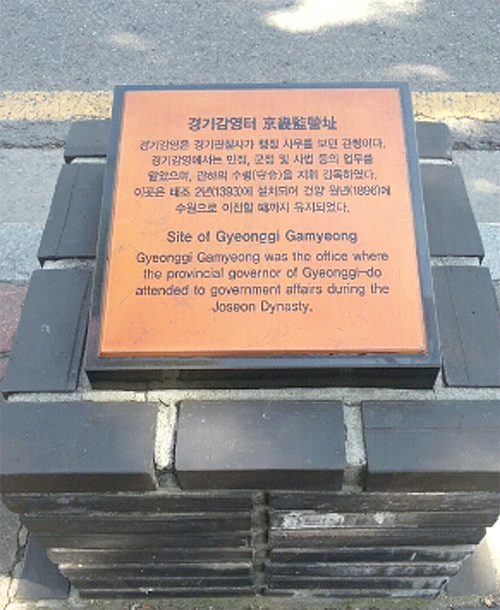 경기감영터 京畿監營址
경기감영은 경기관찰사가 행정 사무를 보던 관청이다.
경기감영에서는 민정, 군정 및 사법 등의 업무를
맡았으며, 관하의 수령(守令)을 지휘 감독하였다.
이곳은 태조 2년(1393)에 설치되어 건양 원년(1896)에
수원으로 이전할 때까지 유지되었다.
Site of Gyeonggi Gamyeong
Gyeonggi Gamyeong was the office where
the provincial governor of Gyeonggi-do
attended to government affairs during the
Joseon Dynasty.